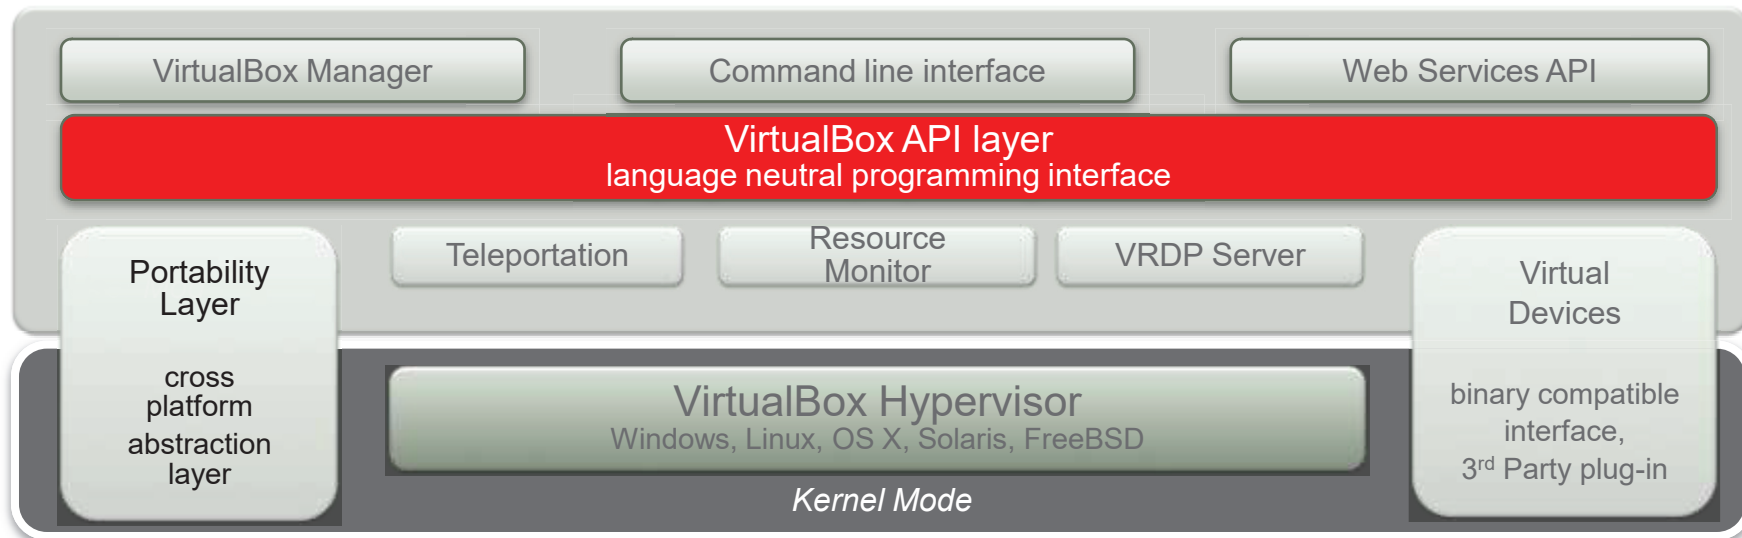 VirtualBox Manager
Command line interface
Web Services API
VirtualBox API layer
language neutral programming interface
Portability
Layer
cross
platform
abstraction
layer
Teleportation
Resource
Monitor
VRDP Server
Virtual
Devices
binary compatible
interface,
3rd Party plug-in
VirtualBox Hypervisor
Windows, Linux, OS X, Solaris, FreeBSD
Kernel Mode